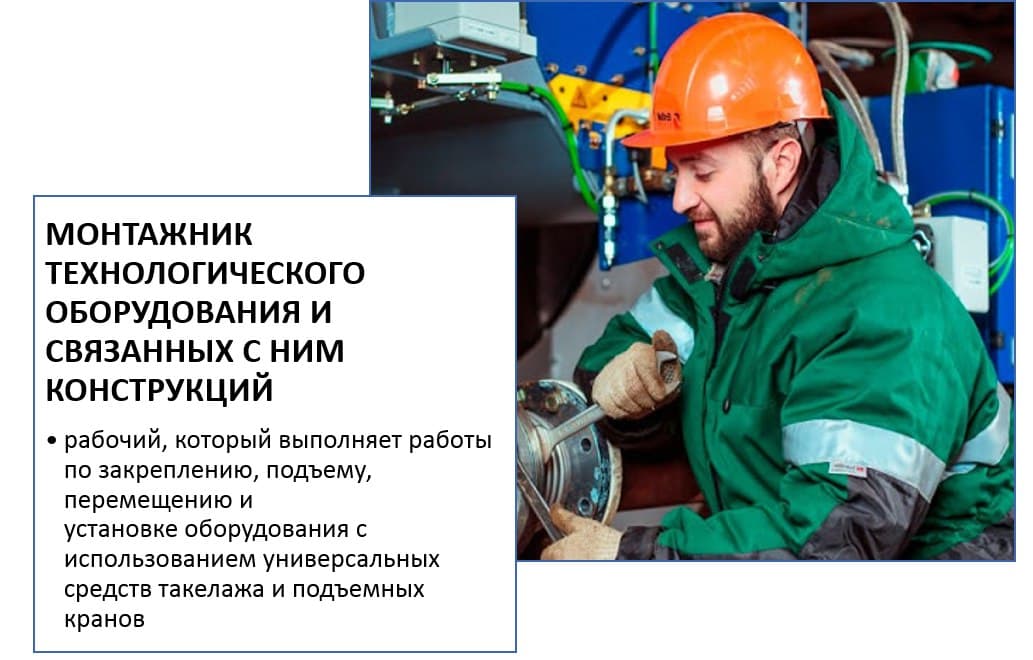 МОНТАЖНИК
ТЕХНОЛОГИЧЕСКОГО
ОБОРУДОВАНИЯ И
СВЯЗАННЫХ С НИМ
КОНСТРУКЦИЙ
• рабочий, который выполняет работы
по закреплению, подъему,
перемещению и
установке оборудования с
использованием универсальных
средств такелажа и подъемных
кранов